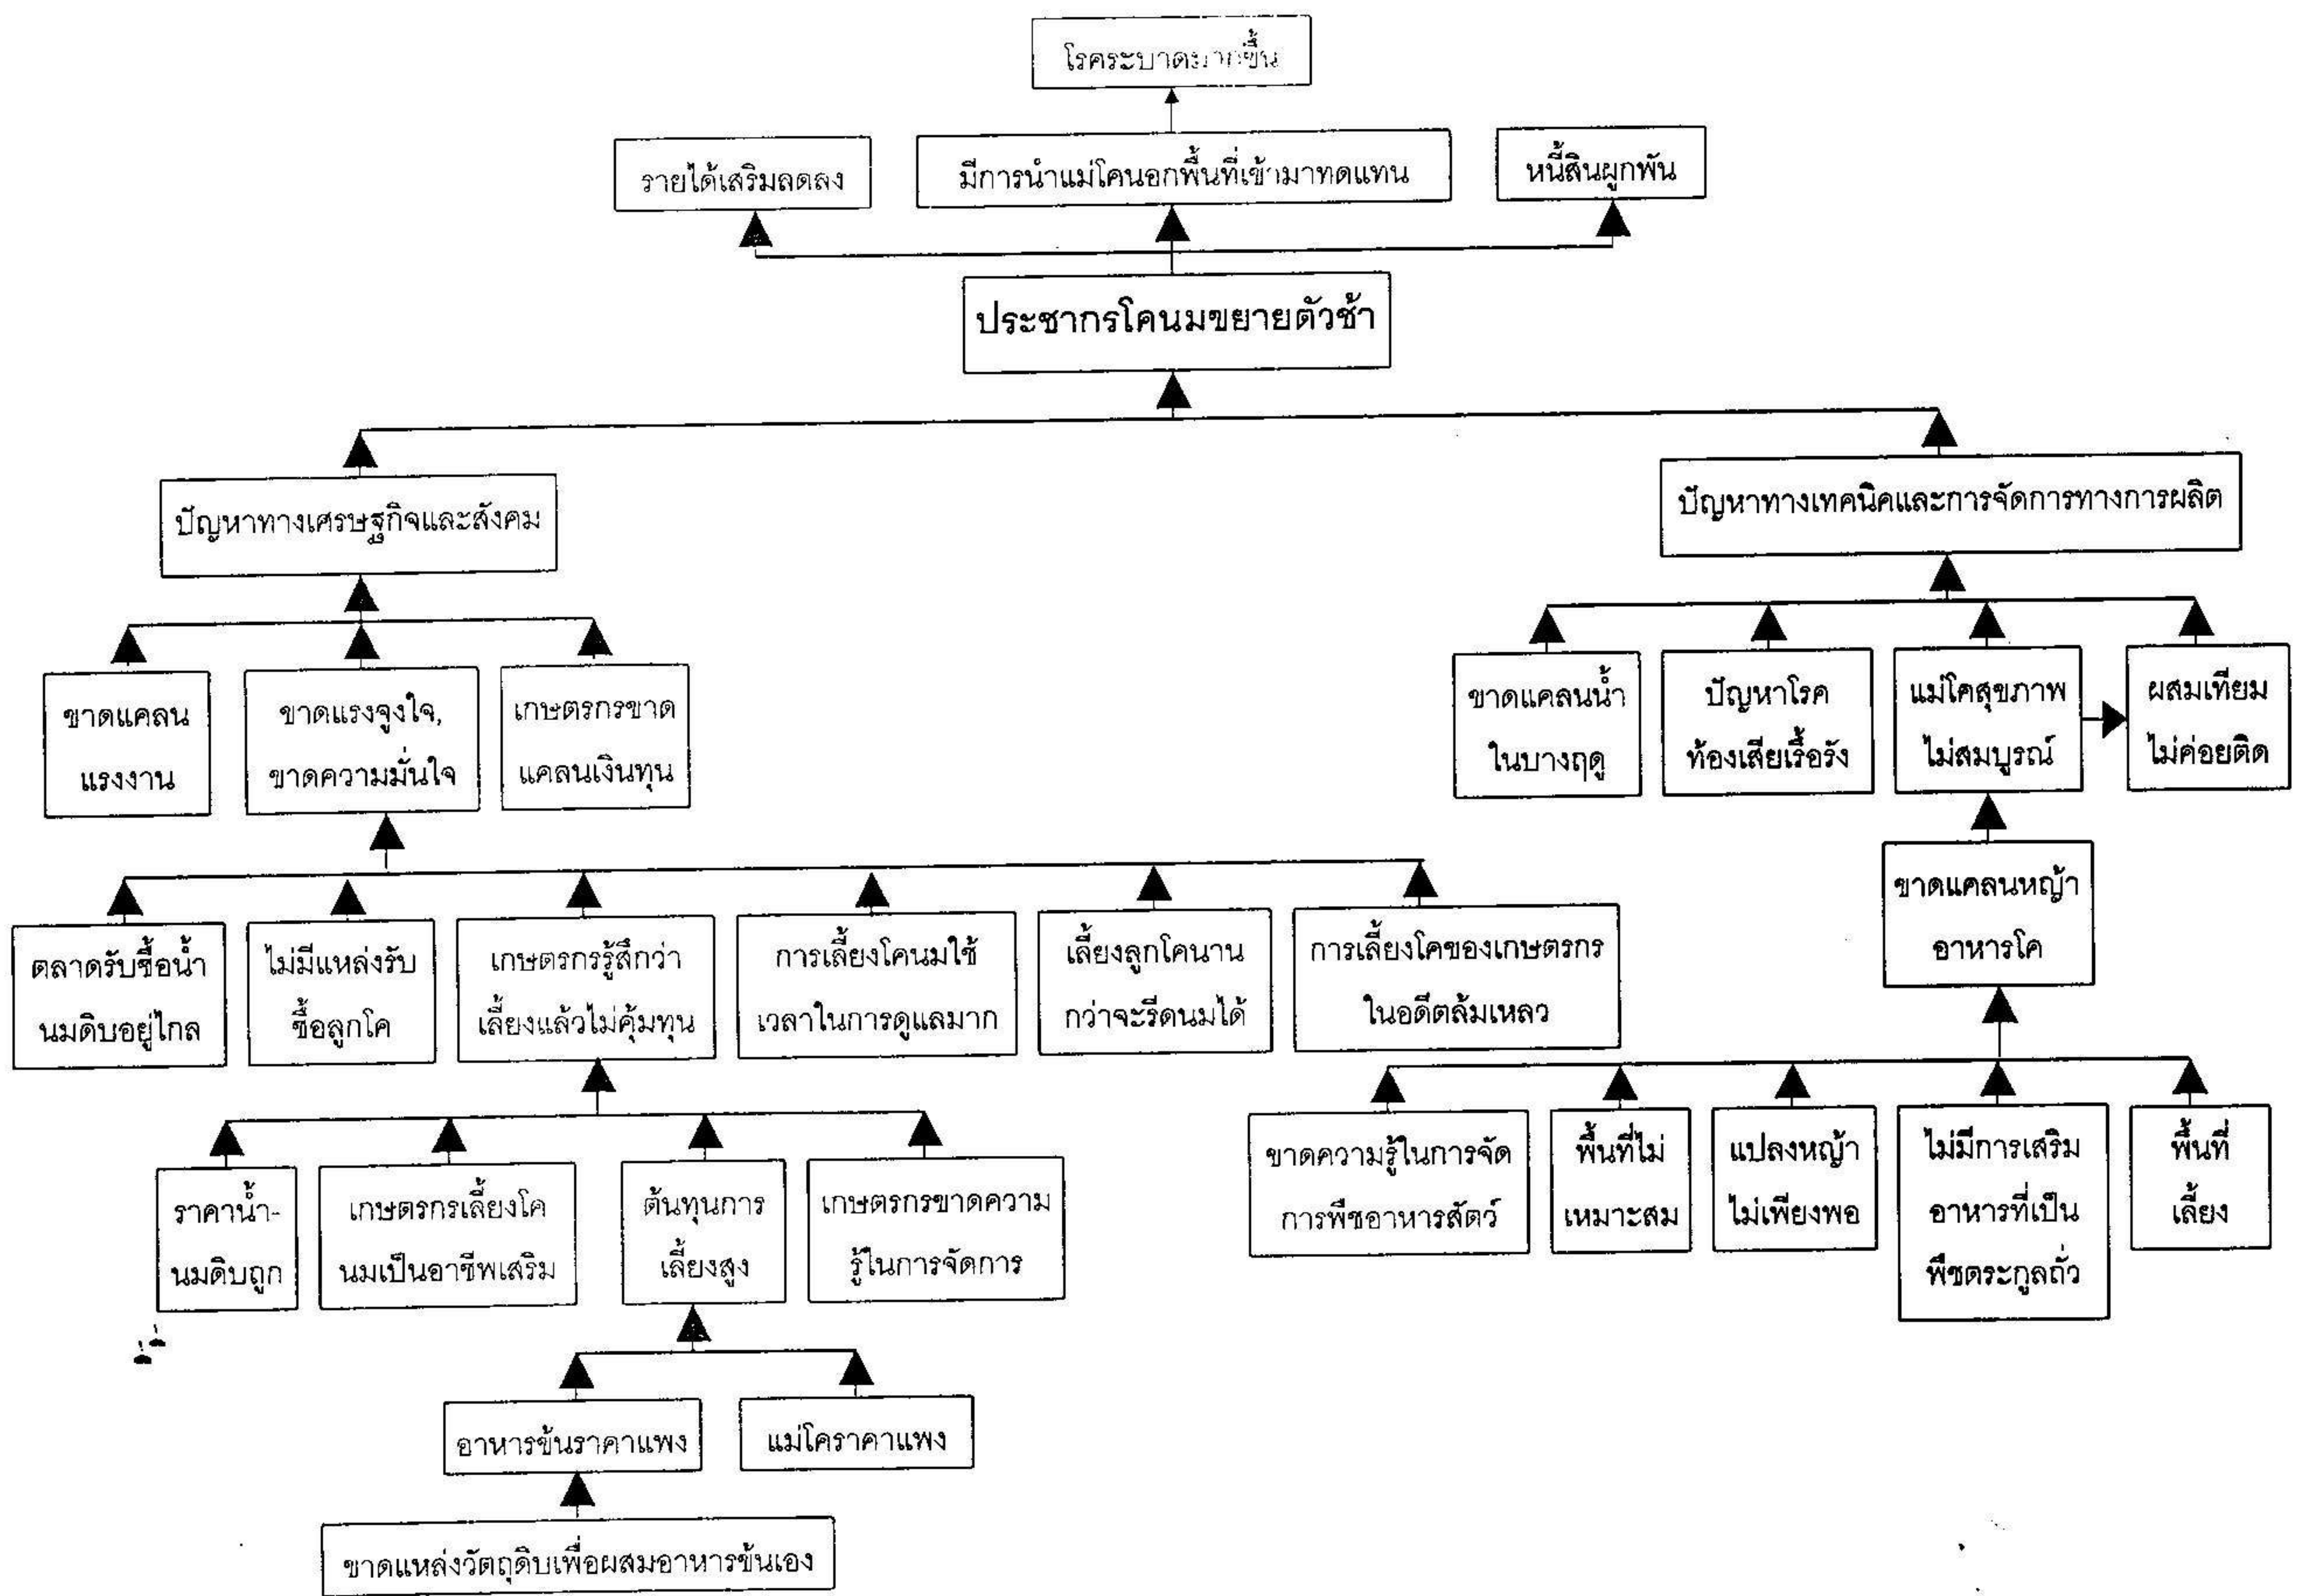 โรคระบาดมากขึ้น
รายได้เสริมลดลง
มีการนำแม่โคนอกพื้นที่เข้ามาทดแทน
หนี้สินผูกพัน
ประชากรโคนมขยายตัวช้า
ปัญหาทางเศรษฐกิจและสังคม
ปัญหาทางเทคนิคและการจัดการทางการผลิต
ขาดแคลน
แรงงาน
ขาดแรงจูงใจ,
ขาดความมั่นใจ
เกษตรกรขาด
แคลนเงินทุน
ขาดแคลนน้ำ
ในบางฤดู
ปัญหาโรค
ท้องเสียเรื้อรัง
แม่โคสุขภาพ
ไม่สมบูรณ์
ผสมเทียม
ไม่ค่อยติด
ขาดแคลนหญ้า
อาหารโค
ตลาดรับซื้อน้ำ
นมดิบอยู่ไกล
ไม่มีแหล่งรับ
ซื้อลูกโค
เกษตรกรรู้สึกว่า
เลี้ยงแล้วไม่คุ้มทุน
การเลี้ยงโคนมใช้
เวลาในการดูแลมาก
เลี้ยงลูกโคนาน
กว่าจะรีดนมได้
การเลี้ยงโคของเกษตรกร
ในอดีตล้มเหลว
ราคาน้ำ-
นมดิบถูก
เกษตรกรเลี้ยงโค
นมเป็นอาชีพเสริม
ต้นทุนการ
เลี้ยงสูง
เกษตรกรขาดความ
รู้ในการจัดการ
ขาดความรู้ในการจัด
การพืชอาหารสัตว์
พื้นที่ไม่
เหมาะสม
แปลงหญ้า
ไม่เพียงพอ
ไม่มีการเสริม
อาหารที่เป็น
พืชตระกูลถั่ว
พื้นที่
เลี้ยง
อาหารข้นราคาแพง
แม่โคราคาแพง
ขาดแหล่งวัตถุดิบเพื่อผสมอาหารข้นเอง